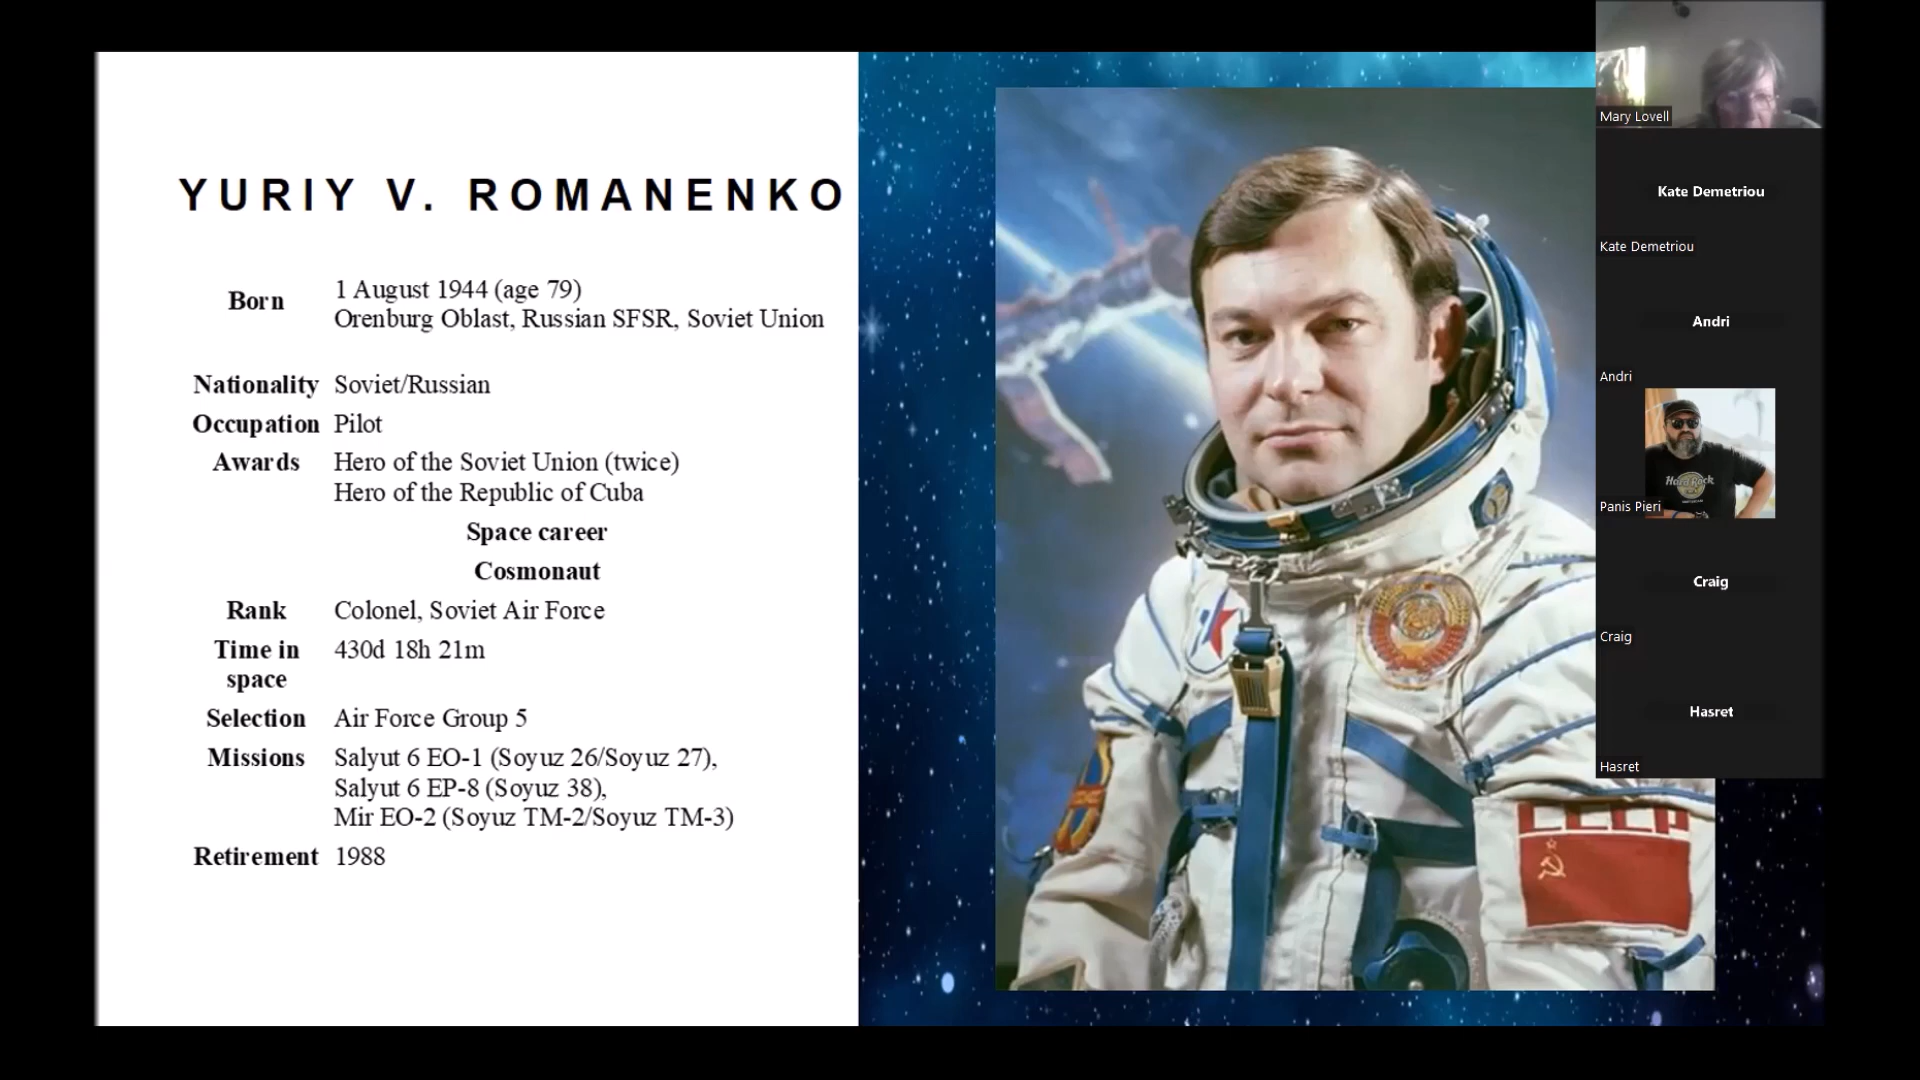 YURIY V. ROMANENKO
Born
1 August 1944 (age 79)
Orenburg Oblast, Russian SFSR, Soviet Union
Nationality Soviet/Russian
Occupation Pilot
Awards Hero of the Soviet Union (twice)
Hero of the Republic of Cuba
Space career
Cosmonaut
Rank Colonel, Soviet Air Force
Time in 430d 18h 21m
space
Selection Air Force Group 5
Missions Salyut 6 EO-1 (Soyuz 26/Soyuz 27),
Salyut 6 EP-8 (Soyuz 38),
Mir EO-2 (Soyuz TM-2/Soyuz TM-3)
Retirement 1988
СССР
Mary Lovell
Kate Demetriou
Kate Demetriou
Andri
Andri
Hard Rock
Panis Pieri
Craig
Craig
Hasret
Hasret